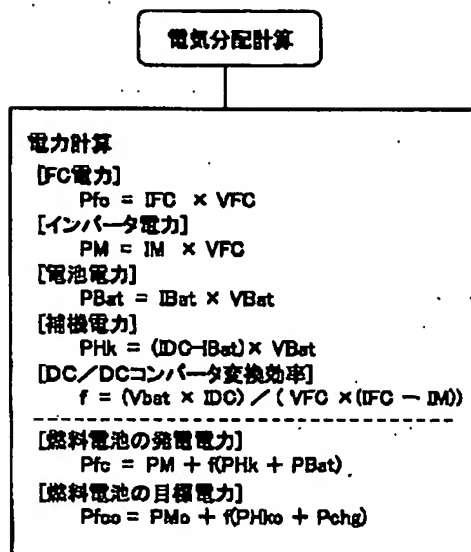 電気分配計算
電力計算
[FC電力]
Pfc = IFC × VFC
[インバータ電力]
PM = IM × VFC
[電池電力]
PBat = IBat × VBat
[補機電力]
PHk = (IDC-IBat)× VBat
[DC／DCコンバータ変換効率]
f = (Vbat × IDC) / ( VFC ×(IFC − IM))
[燃料電池の発電電力]
Pfc = PM + f(PHk + PBat)
[燃料電池の目標電力]
Pfco = PMo + f(PHko + Pchg)